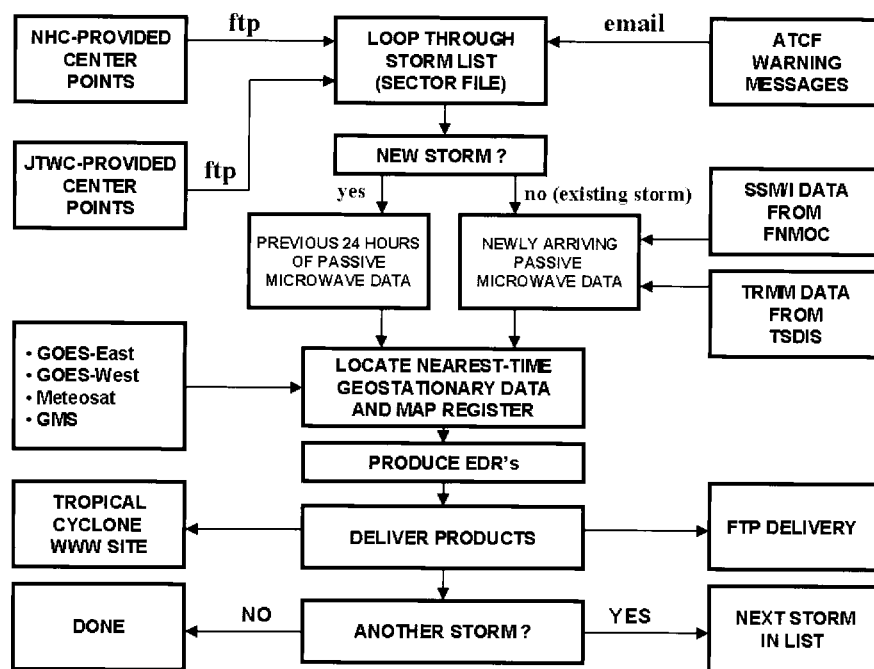 NHC-PROVIDED
CENTER
POINTS
ftp
LOOP THROUGH
STORM LIST
(SECTOR FILE)
email
ATCF
WARNING
MESSAGES
JTWC-PROVIDED
CENTER
POINTS
ftp
NEW STORM ?
yes
no (existing storm)
SSM/I DATA
FROM
FNMOC
PREVIOUS 24 HOURS
OF PASSIVE
MICROWAVE DATA
NEWLY ARRIVING
PASSIVE
MICROWAVE DATA
TRMM DATA
FROM
TSDIS
• GOES-East
• GOES-West
• Meteosat
• GMS
LOCATE NEAREST-TIME
GEOSTATIONARY DATA
AND MAP REGISTER
PRODUCE EDR's
TROPICAL
CYCLONE
WWW SITE
DELIVER PRODUCTS
FTP DELIVERY
DONE
NO
ANOTHER STORM ?
YES
NEXT STORM
IN LIST